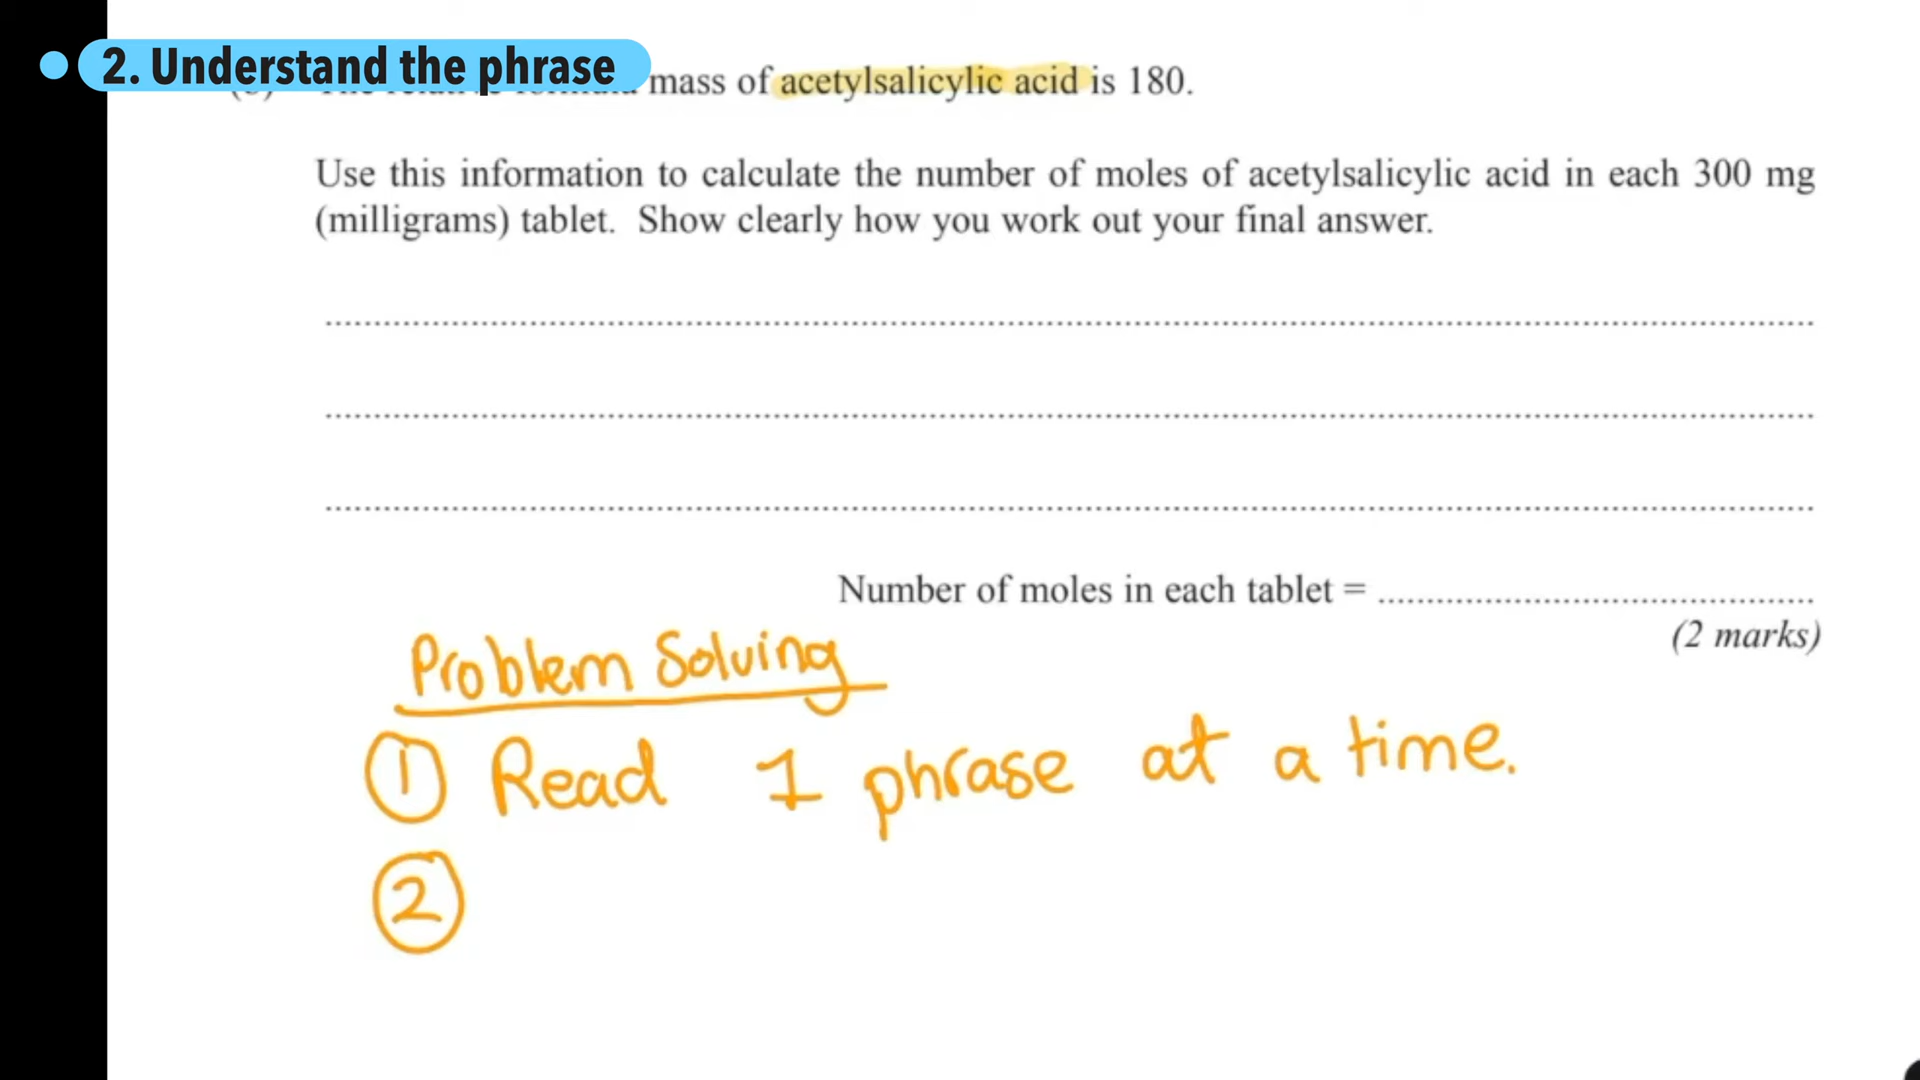 2. Understand the phrase
mass of acetylsalicylic acid is 180.
Use this information to calculate the number of moles of acetylsalicylic acid in each 300 mg
(milligrams) tablet. Show clearly how you work out your final answer.
Number of moles in each tablet =
(2 marks)
Problem Solving
① Read 1 phrase at a time.
②